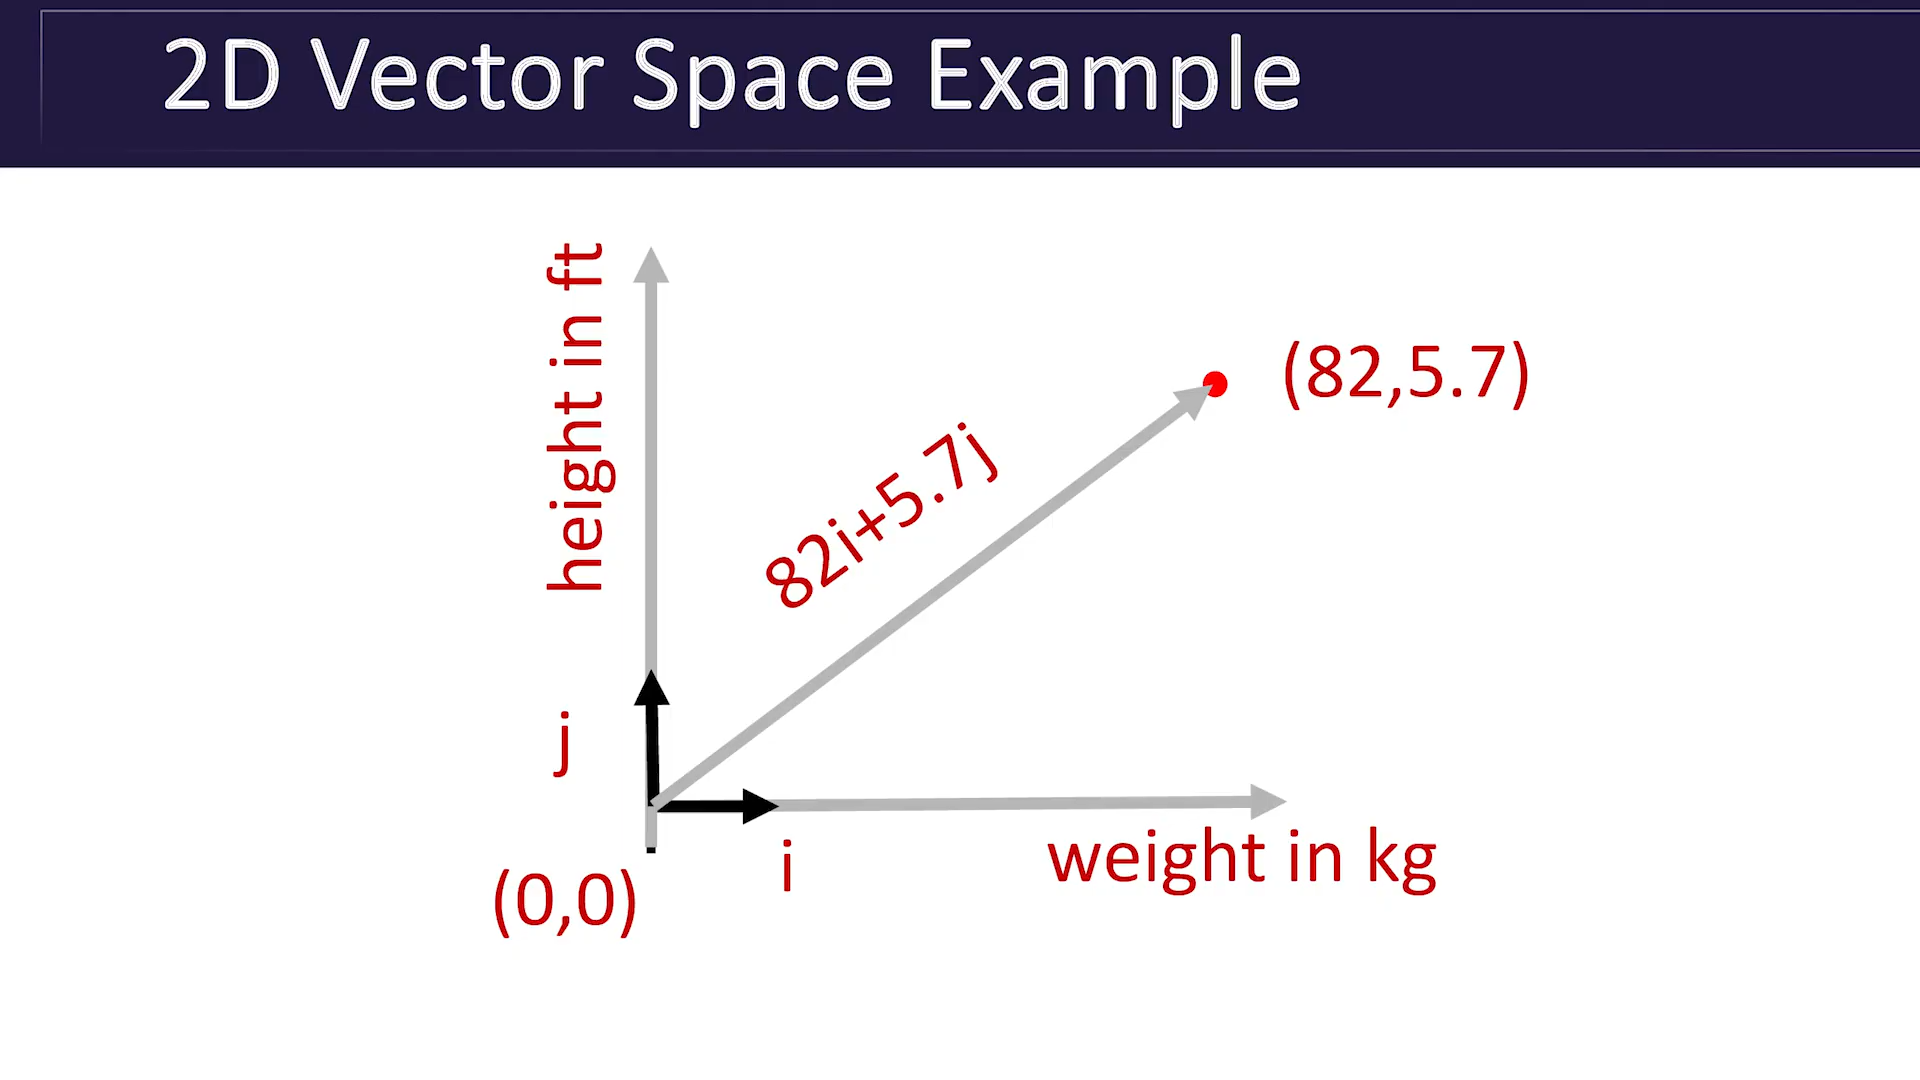 2D Vector Space Example
height in ft
(82,5.7)
82i+5.7j
j
i
weight in kg
(0,0)